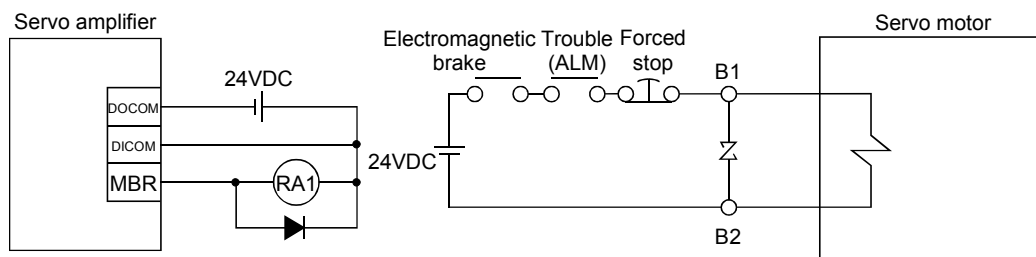 Servo amplifier
Servo motor
Electromagnetic
brake
Trouble
(ALM)
Forced
stop
B1
24VDC
DOCOM
DICOM
24VDC
MBR
RA1
B2